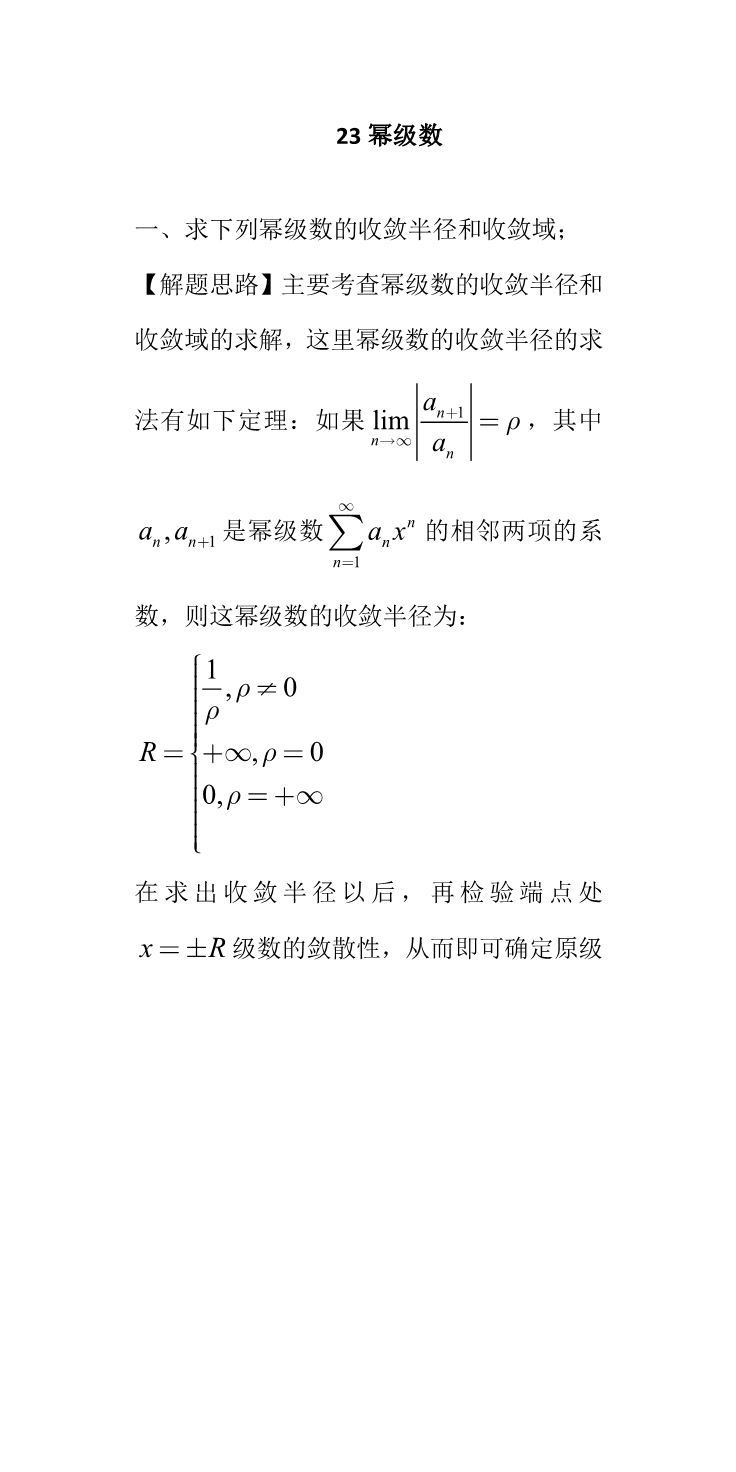 23 幂级数
一、求下列幂级数的收敛半径和收敛域；
【解题思路】主要考查幂级数的收敛半径和
收敛域的求解，这里幂级数的收敛半径的求
法有如下定理：如果 $\lim_{n\to\infty}\left|\frac{a_{n+1}}{a_n}\right|=\rho$ ，其中
$a_n,a_{n+1}$ 是幂级数 $\sum_{n=1}^{\infty}a_nx^n$ 的相邻两项的系
数，则这幂级数的收敛半径为：
$R=\begin{cases}\frac{1}{\rho},\rho\neq 0\\+\infty,\rho=0\\0,\rho=+\infty\end{cases}$
在求出收敛半径以后，再检验端点处
$x=\pm R$ 级数的敛散性，从而即可确定原级